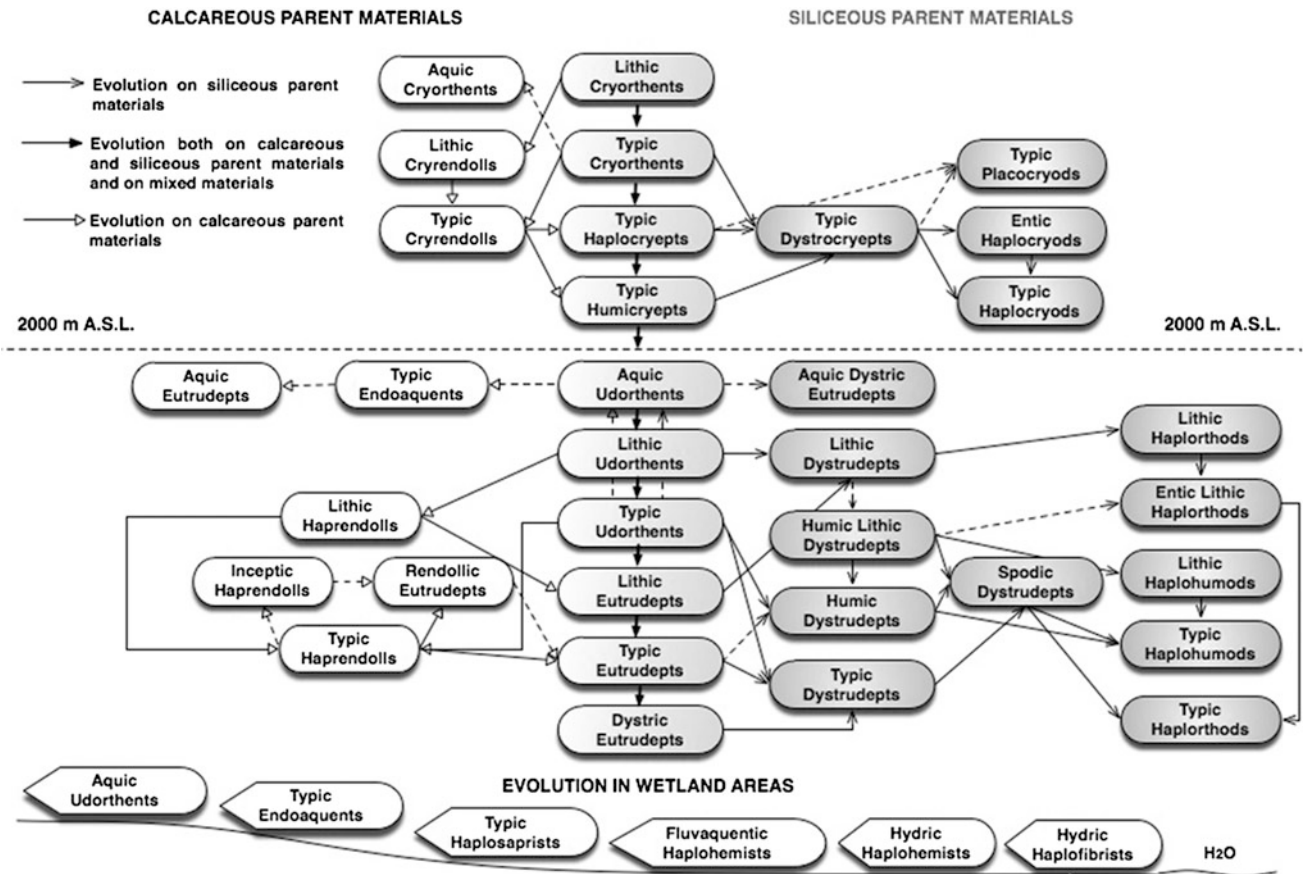 CALCAREOUS PARENT MATERIALS
SILICEOUS PARENT MATERIALS
Evolution on siliceous parent
materials
Evolution both on calcareous
and siliceous parent materials
and on mixed materials
Evolution on calcareous parent
materials
Aquic
Cryorthents
Lithic
Cryorthents
Lithic
Cryrendolls
Typic
Cryorthents
Typic
Placocryods
Typic
Cryrendolls
Typic
Haplocryepts
Typic
Dystrocryepts
Entic
Haplocryods
Typic
Humicryepts
Typic
Haplocryods
2000 m A.S.L.
2000 m A.S.L.
Aquic
Eutrudepts
Typic
Endoaquents
Aquic
Udorthents
Aquic Dystric
Eutrudepts
Lithic
Udorthents
Lithic
Dystrudepts
Lithic
Haplorthods
Lithic
Haprendolls
Typic
Udorthents
Humic Lithic
Dystrudepts
Entic Lithic
Haplorthods
Inceptic
Haprendolls
Rendollic
Eutrudepts
Lithic
Eutrudepts
Humic
Dystrudepts
Spodic
Dystrudepts
Lithic
Haplohumods
Typic
Haprendolls
Typic
Eutrudepts
Typic
Dystrudepts
Typic
Haplohumods
Dystric
Eutrudepts
Typic
Haplorthods
EVOLUTION IN WETLAND AREAS
Aquic
Udorthents
Typic
Endoaquents
Typic
Haplosaprists
Fluvaquentic
Haplohemists
Hydric
Haplohemists
Hydric
Haplofibrists
H2O